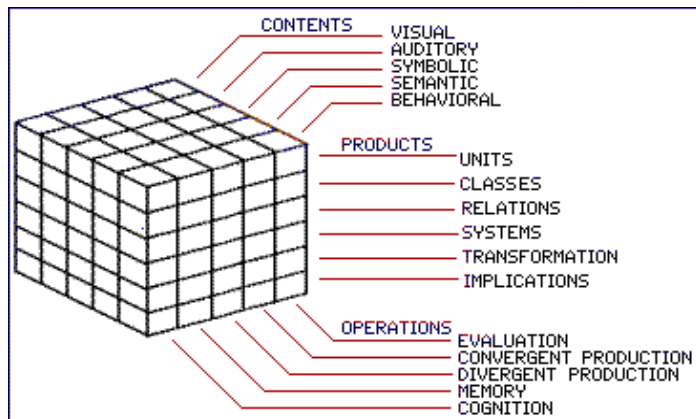 CONTENTS
VISUAL
AUDITORY
SYMBOLIC
SEMANTIC
BEHAVIORAL
PRODUCTS
UNITS
CLASSES
RELATIONS
SYSTEMS
TRANSFORMATION
IMPLICATIONS
OPERATIONS
EVALUATION
CONVERGENT PRODUCTION
DIVERGENT PRODUCTION
MEMORY
COGNITION